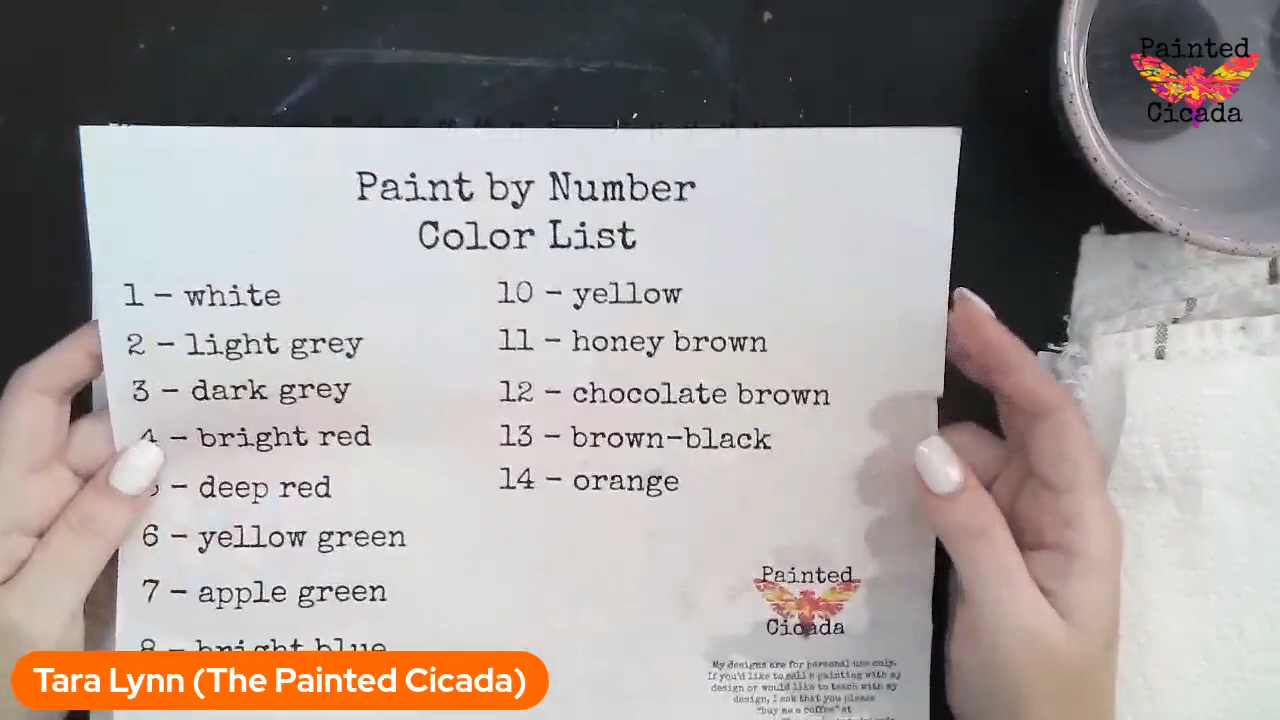 Painted
Cicada
Paint by Number
Color List
1 - white
2 - light grey
3 - dark grey
4 - bright red
- deep red
6 - yellow green
7 - apple green
8 - bright blue
10 - yellow
11 - honey brown
12 - chocolate brown
13 - brown-black
14 - orange
Painted
Cicada
My designs are for personal use only.
If you'd like to sell a painting with my
design or would like to teach with my
design, I ask that you please
"buy me a coffee" at
Tara Lynn (The Painted Cicada)